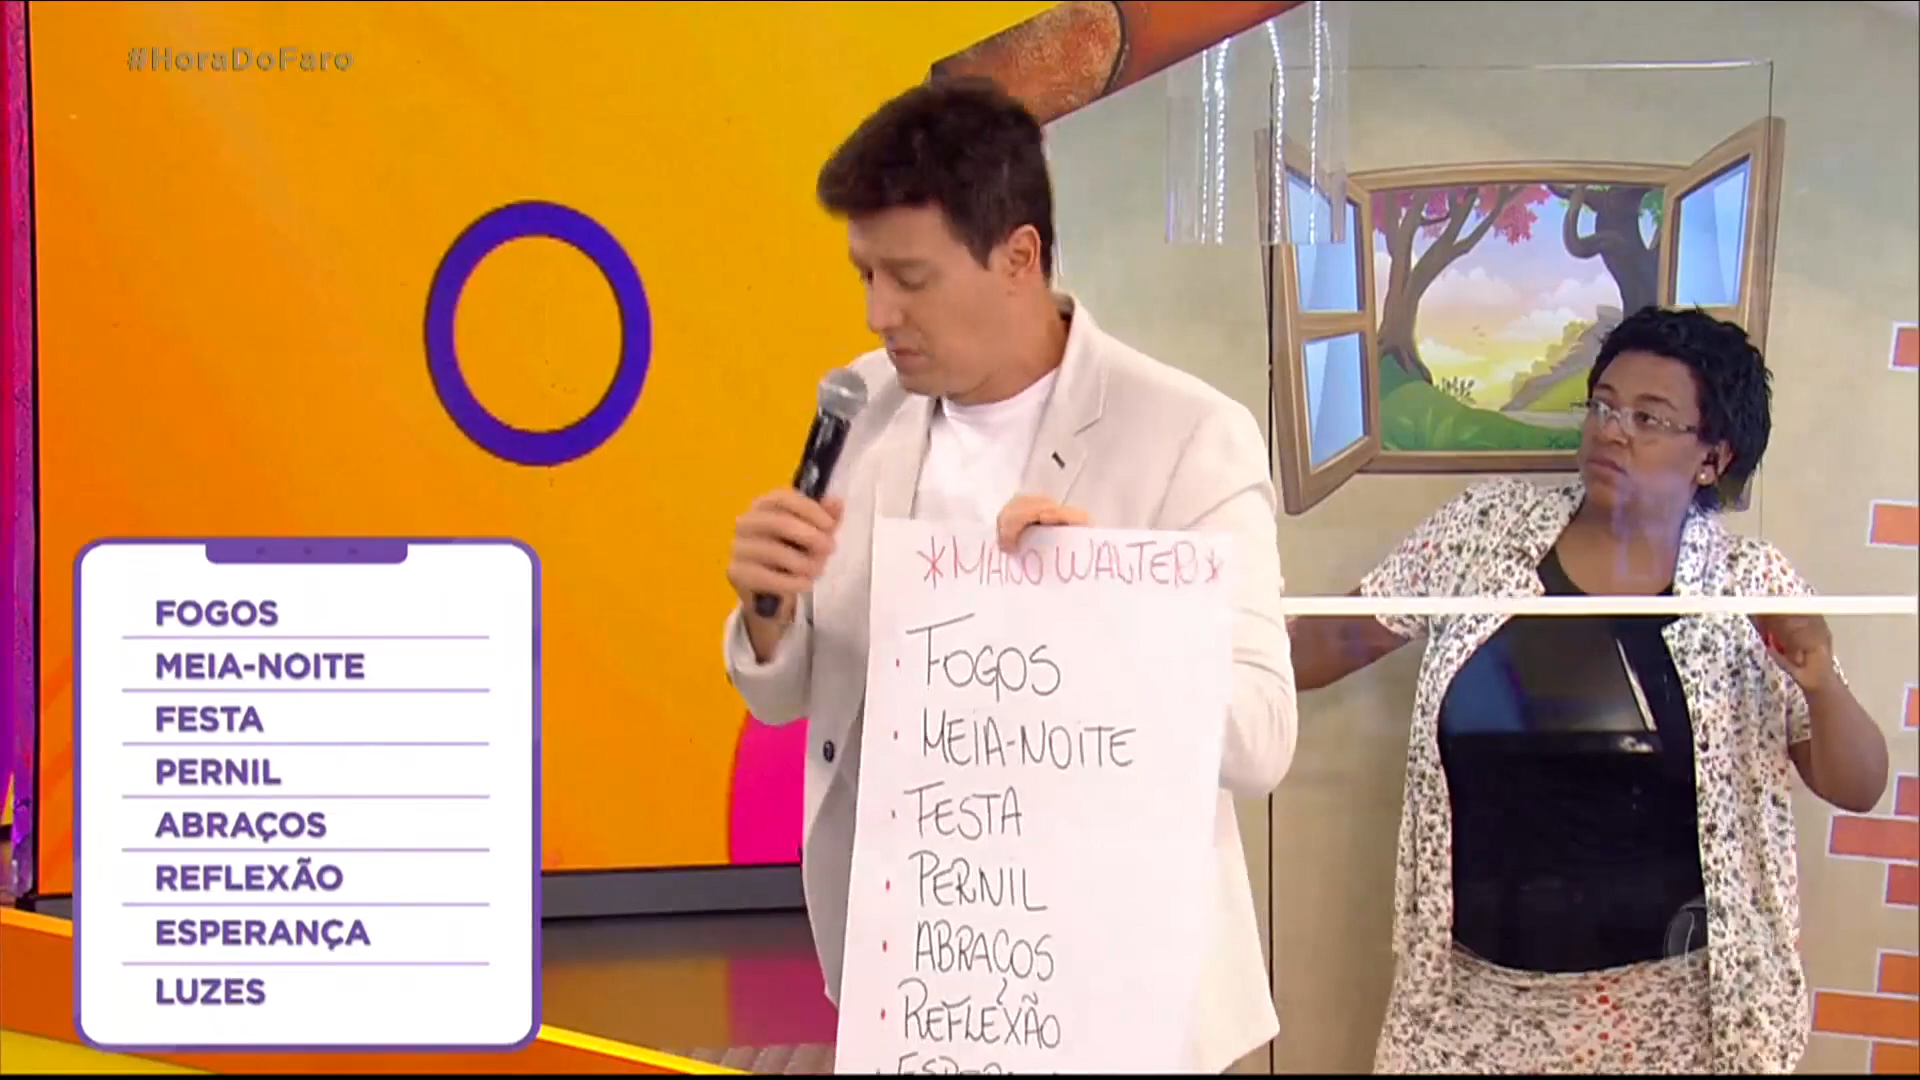 #HoraDoFaro
FOGOS
MEIA-NOITE
FESTA
PERNIL
ABRAÇOS
REFLEXÃO
ESPERANÇA
LUZES
*MANO WALTER*
· FOGOS
· MEIA-NOITE
· FESTA
· PERNIL
· ABRAÇOS
· REFLEXÃO